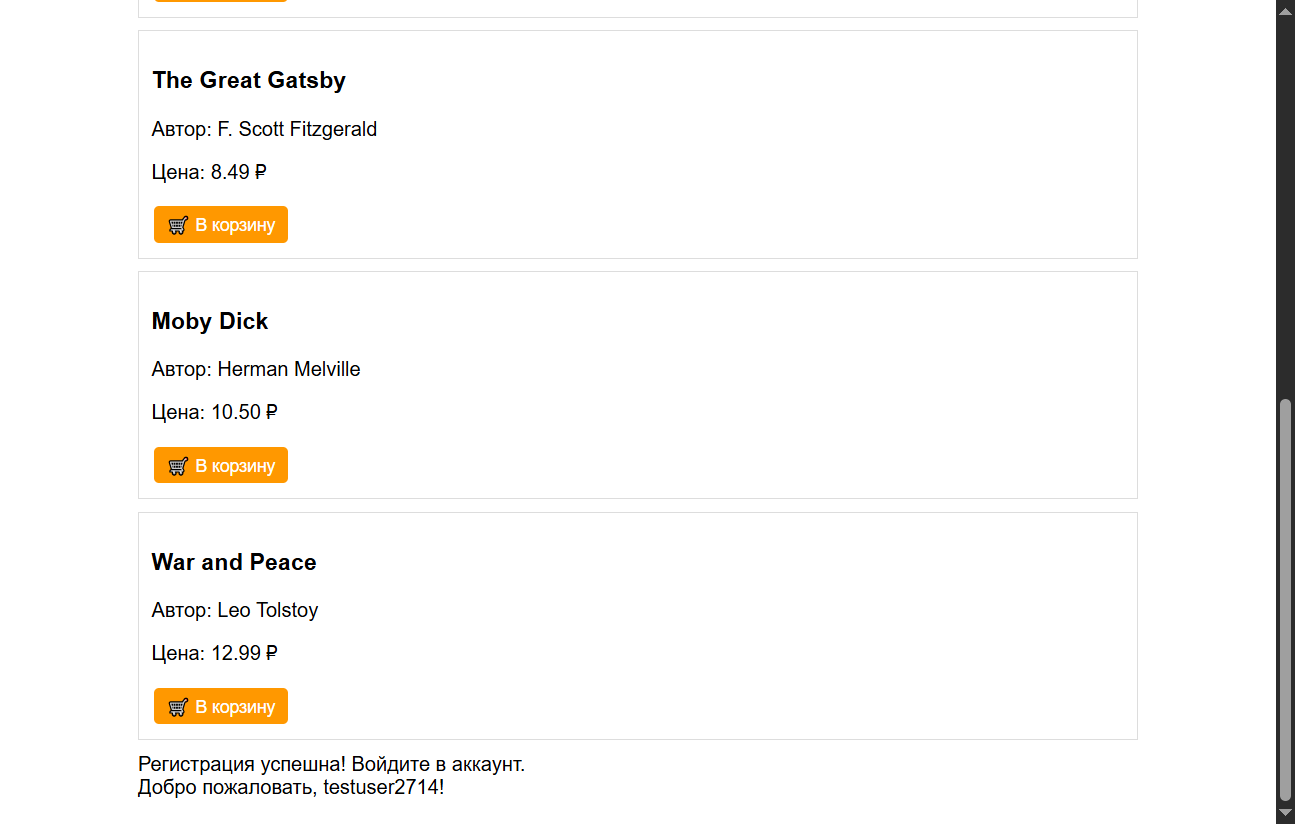 The Great Gatsby
Автор: F. Scott Fitzgerald
Цена: 8.49 ₽
🛒 В корзину
Moby Dick
Автор: Herman Melville
Цена: 10.50 ₽
🛒 В корзину
War and Peace
Автор: Leo Tolstoy
Цена: 12.99 ₽
🛒 В корзину
Регистрация успешна! Войдите в аккаунт.
Добро пожаловать, testuser2714!